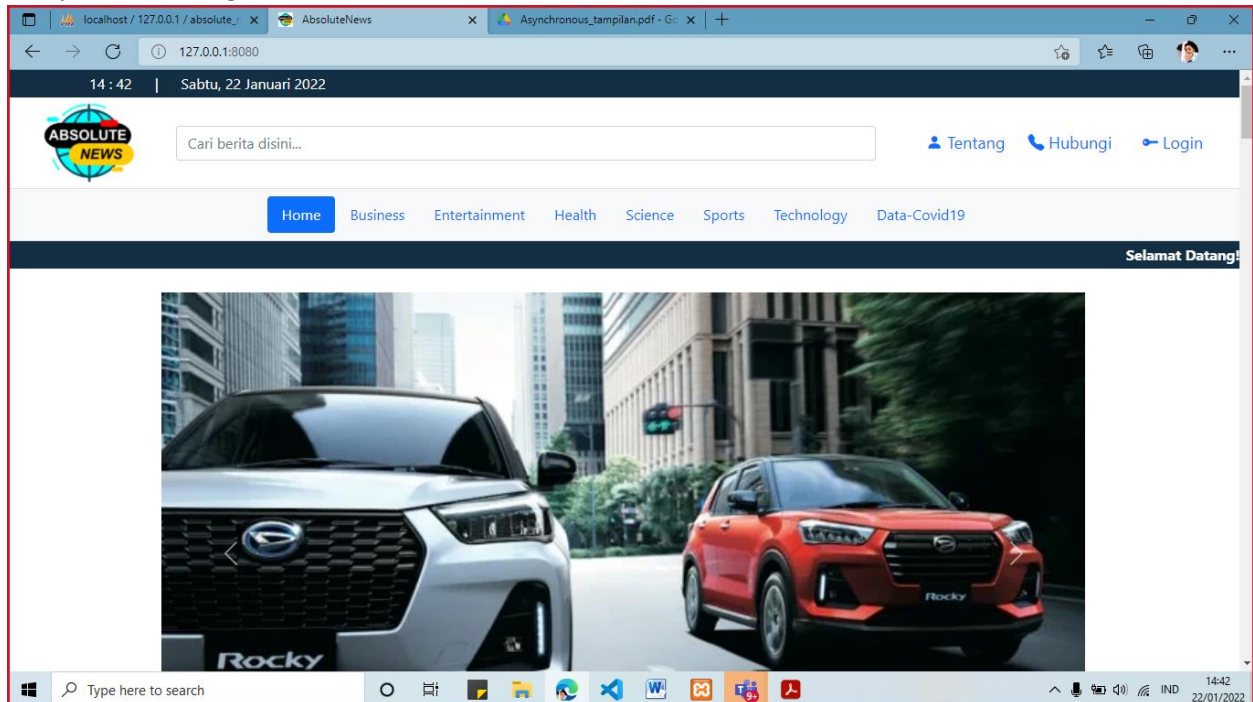 localhost / 127.0.0.1 / absolute_n
AbsoluteNews
Asynchronous_tampilan.pdf - Go
127.0.0.1:8080
14 : 42 | Sabtu, 22 Januari 2022
ABSOLUTE
NEWS
Cari berita disini...
Tentang Hubungi Login
Home Business Entertainment Health Science Sports Technology Data-Covid19
Selamat Datang!
Rocky
Rocky
Type here to search
9+
IND
14:42
22/01/2022